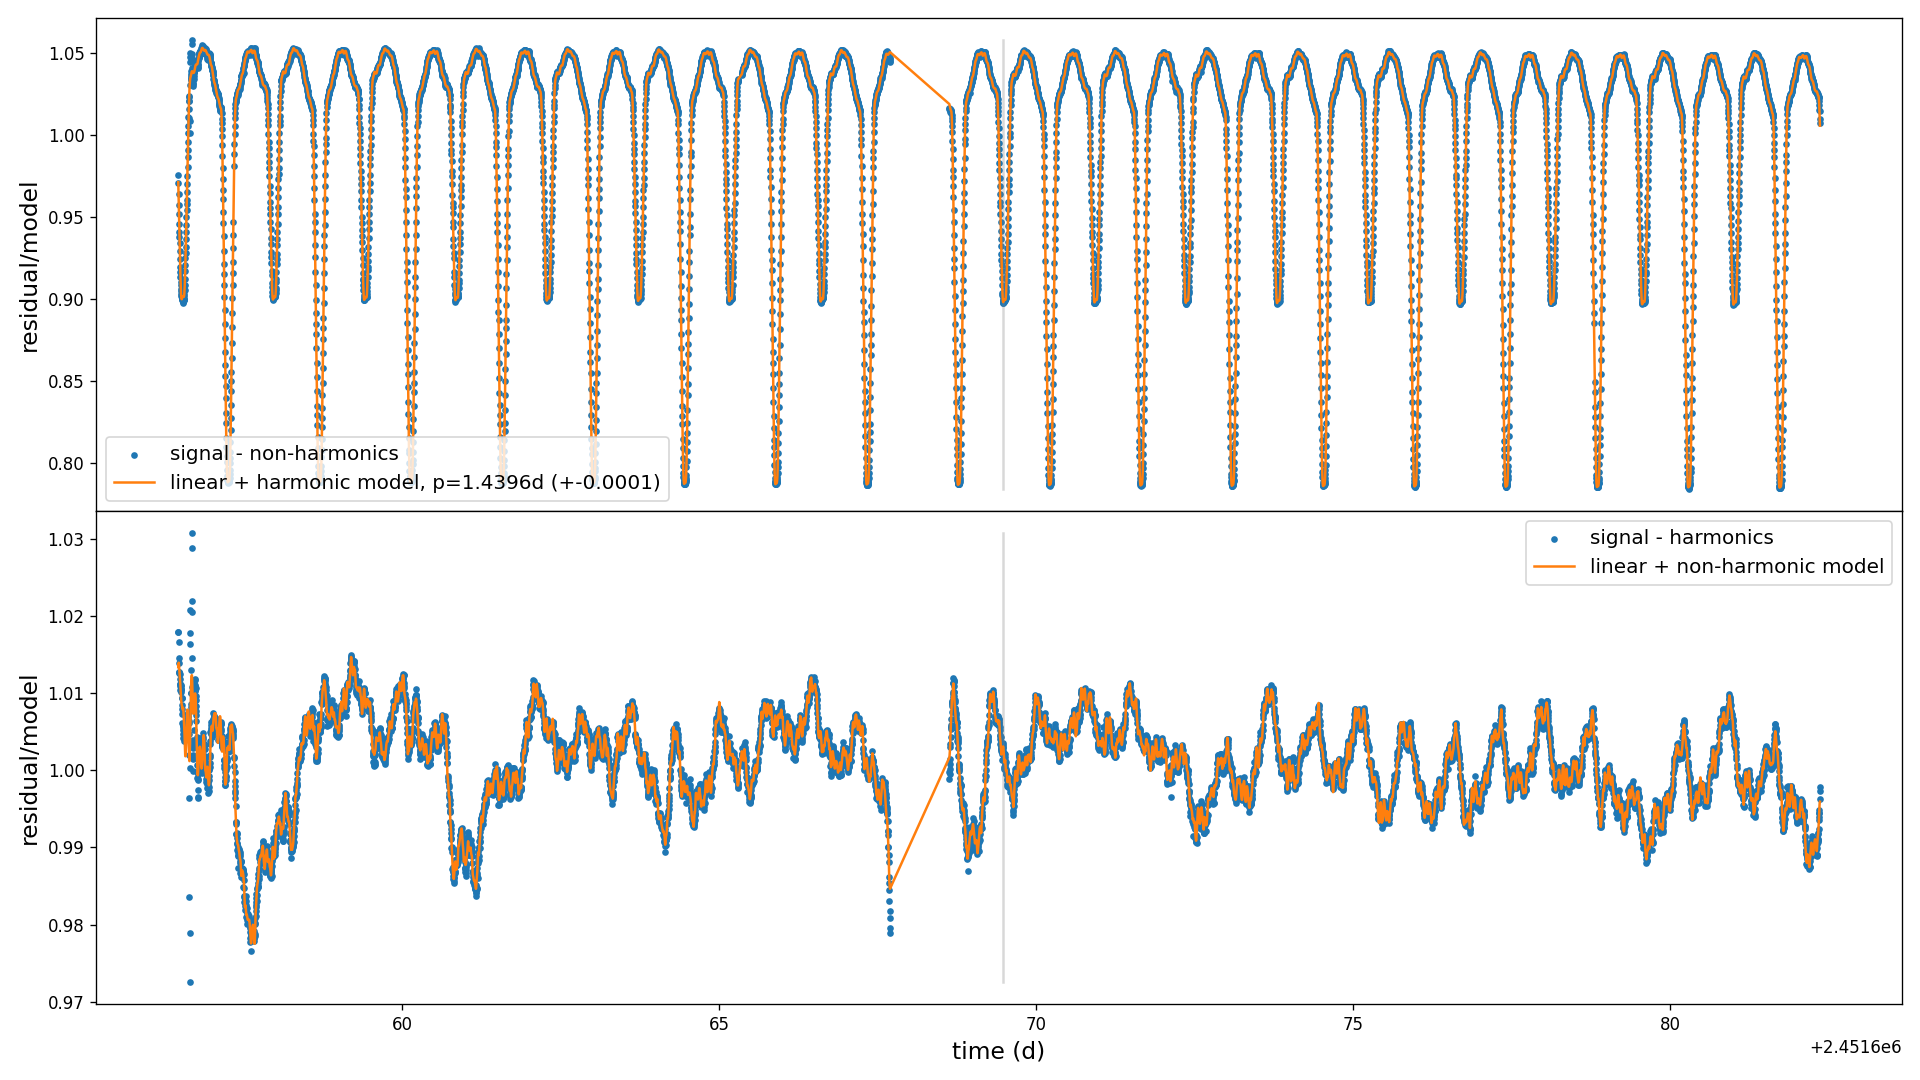 1.05
1.00
0.95
0.90
0.85
0.80
residual/model
signal - non-harmonics
linear + harmonic model, p=1.4396d (+-0.0001)
1.03
1.02
1.01
1.00
0.99
0.98
0.97
residual/model
signal - harmonics
linear + non-harmonic model
60
65
70
75
80
time (d)
+2.4516e6